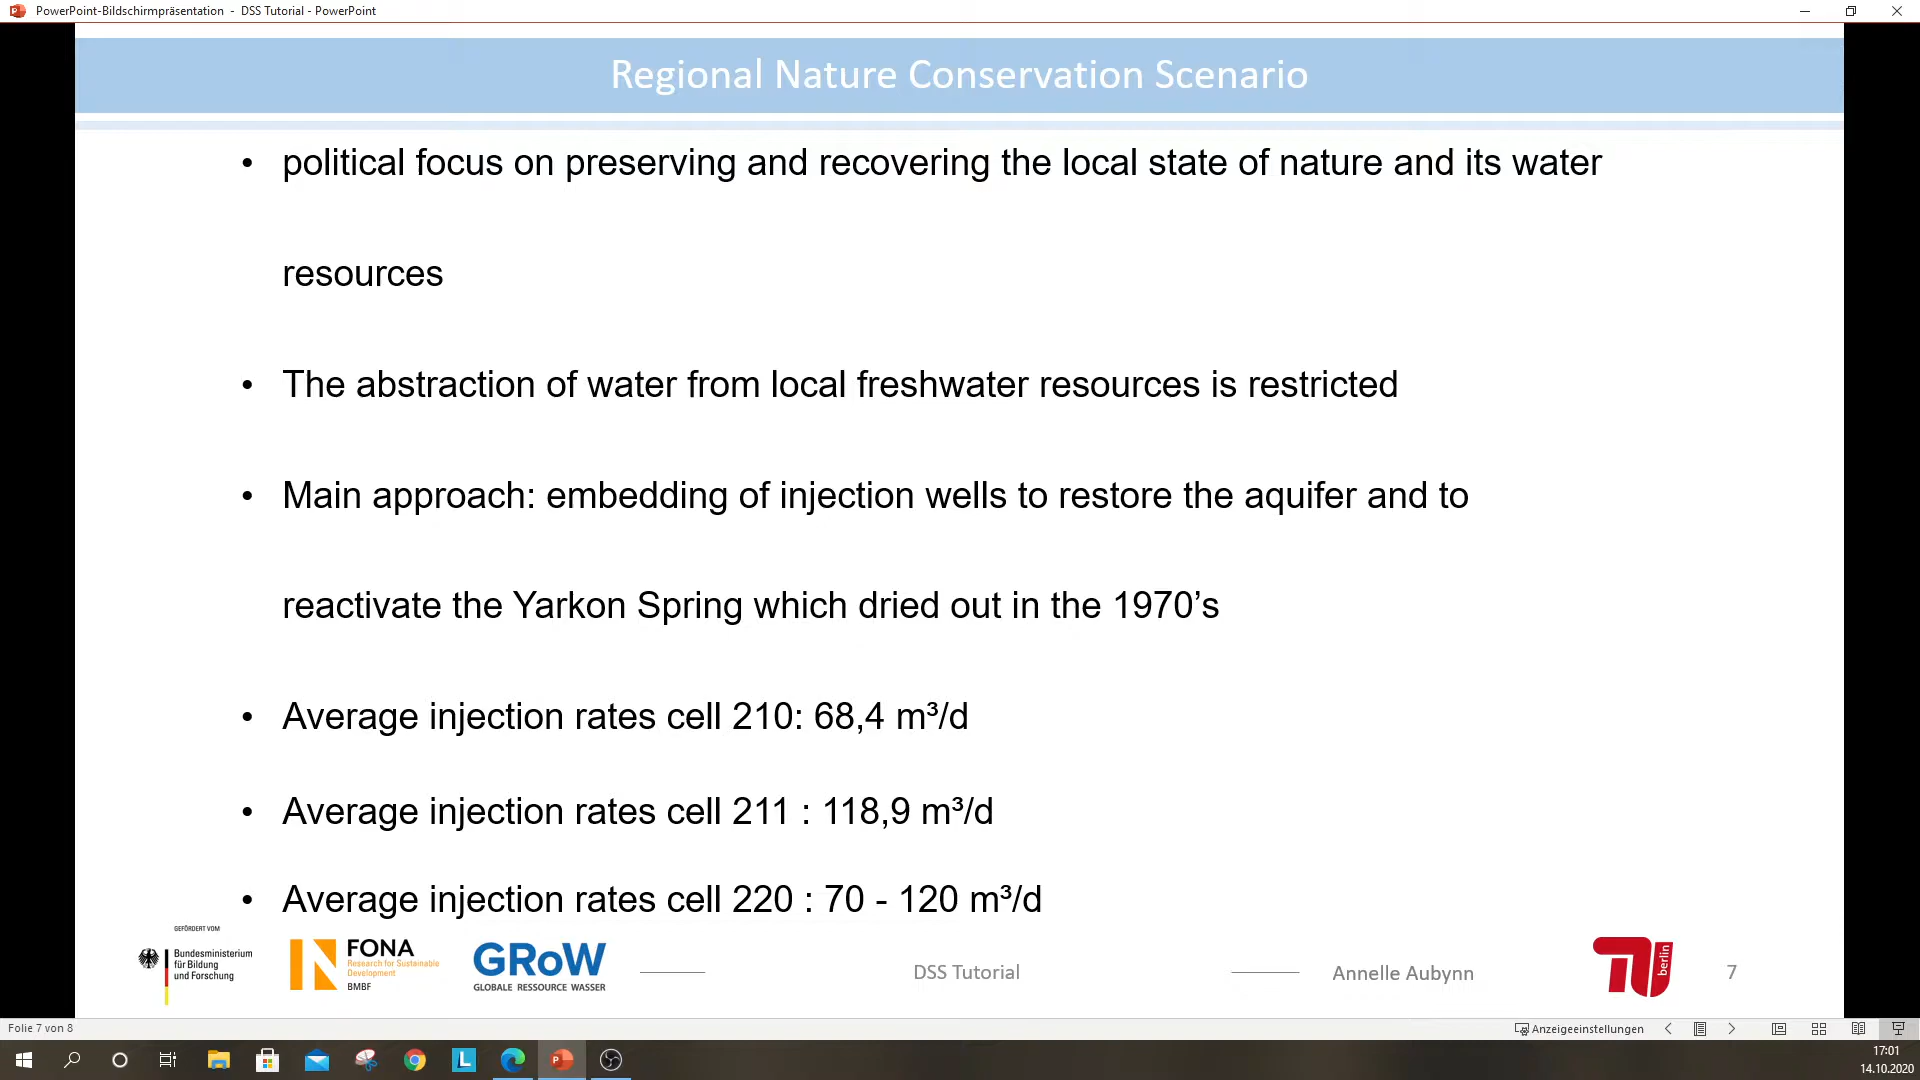 PowerPoint-Bildschirmpräsentation - DSS Tutorial - PowerPoint
Regional Nature Conservation Scenario
• political focus on preserving and recovering the local state of nature and its water
resources
• The abstraction of water from local freshwater resources is restricted
• Main approach: embedding of injection wells to restore the aquifer and to
reactivate the Yarkon Spring which dried out in the 1970’s
• Average injection rates cell 210: 68,4 m³/d
• Average injection rates cell 211 : 118,9 m³/d
• Average injection rates cell 220 : 70 - 120 m³/d
GEFÖRDERT VOM
Bundesministerium
für Bildung
und Forschung
FONA
Research for Sustainable
Development
BMBF
GRoW
GLOBALE RESSOURCE WASSER
DSS Tutorial
Annelle Aubynn
berlin
7
Folie 7 von 8
Anzeigeeinstellungen
17:01
14.10.2020